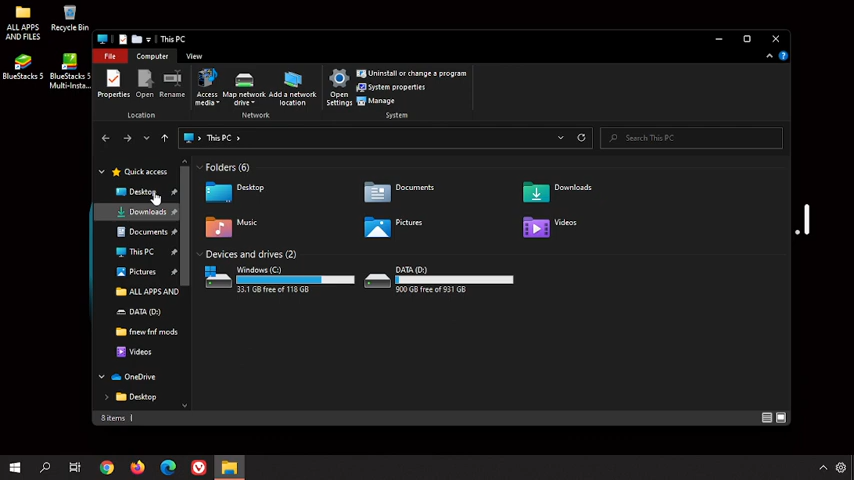 ALL APPS
AND FILES
Recycle Bin
BlueStacks 5
BlueStacks 5
Multi-Insta...
This PC
File
Computer
View
Properties
Open
Rename
Access
media
Map network
drive
Add a network
location
Open
Settings
Uninstall or change a program
System properties
Manage
Location
Network
System
This PC
Search This PC
Quick access
Desktop
Downloads
Documents
This PC
Pictures
ALL APPS AND
DATA (D:)
fnew fnf mods
Videos
OneDrive
Desktop
Folders (6)
Desktop
Documents
Downloads
Music
Pictures
Videos
Devices and drives (2)
Windows (C:)
33.1 GB free of 118 GB
DATA (D:)
900 GB free of 931 GB
8 items
.!